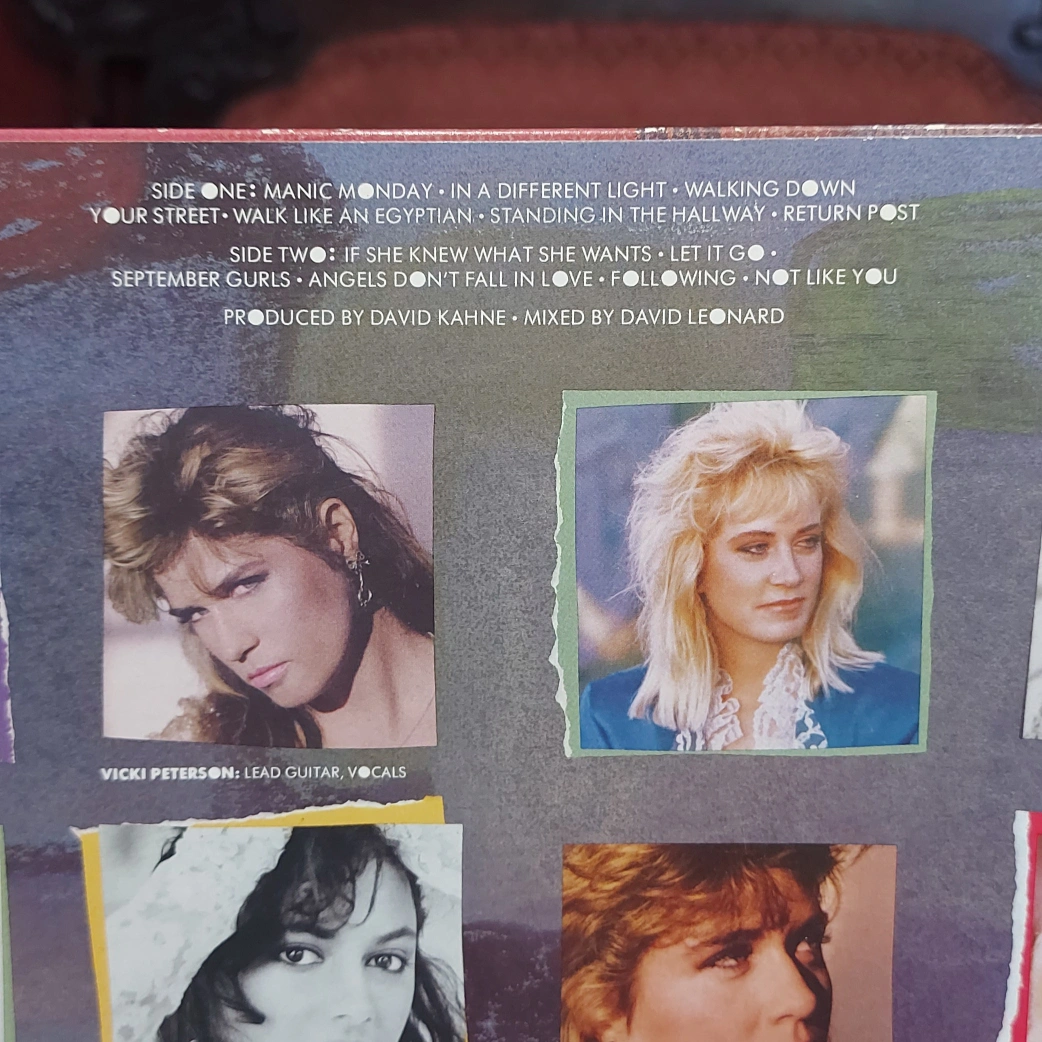 SIDE ONE: MANIC MONDAY • IN A DIFFERENT LIGHT • WALKING DOWN
YOUR STREET • WALK LIKE AN EGYPTIAN • STANDING IN THE HALLWAY • RETURN POST
SIDE TWO: IF SHE KNEW WHAT SHE WANTS • LET IT GO •
SEPTEMBER GURLS • ANGELS DON'T FALL IN LOVE • FOLLOWING • NOT LIKE YOU
PRODUCED BY DAVID KAHNE • MIXED BY DAVID LEONARD
VICKI PETERSON: LEAD GUITAR, VOCALS